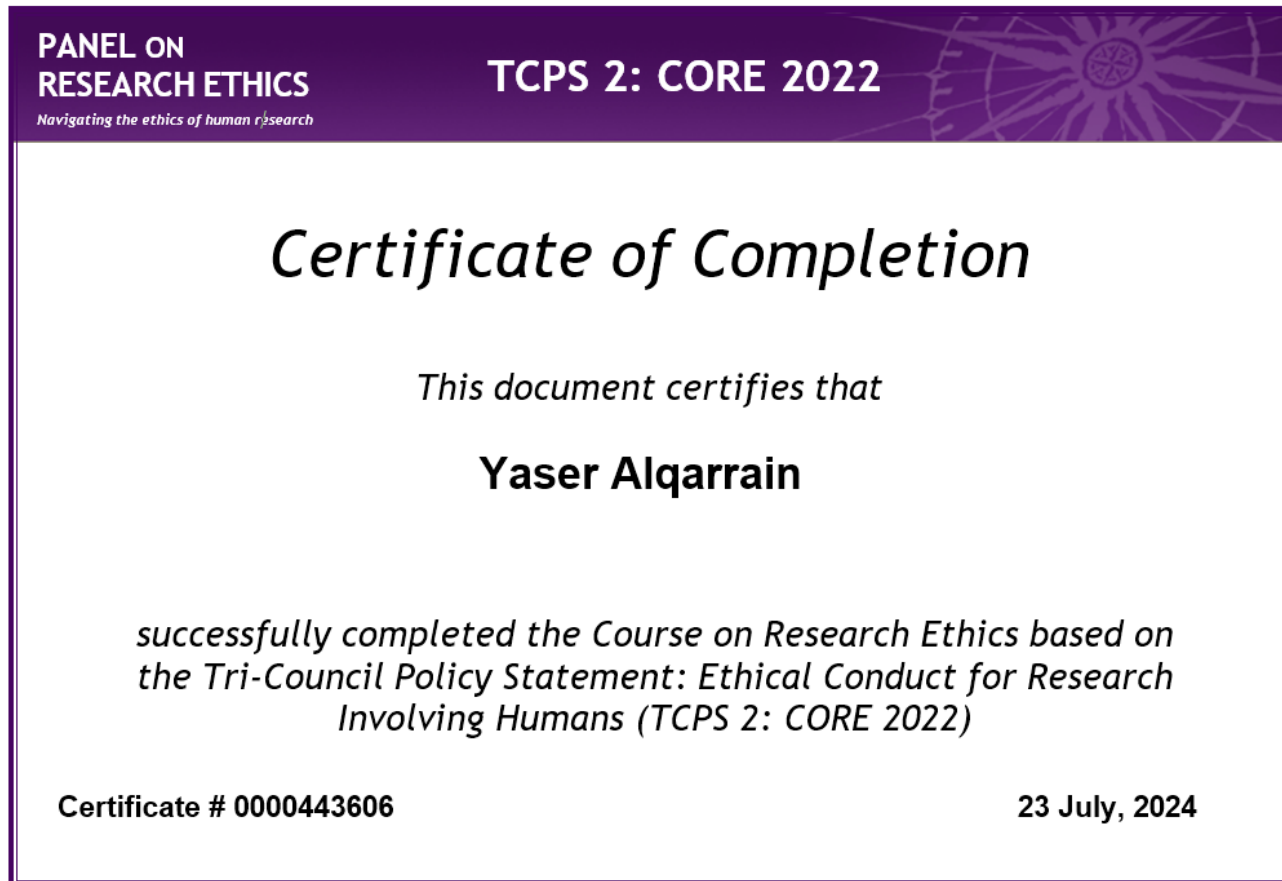 PANEL ON
RESEARCH ETHICS
Navigating the ethics of human research
TCPS 2: CORE 2022
Certificate of Completion
This document certifies that
Yaser Alqarrain
successfully completed the Course on Research Ethics based on
the Tri-Council Policy Statement: Ethical Conduct for Research
Involving Humans (TCPS 2: CORE 2022)
Certificate # 0000443606
23 July, 2024